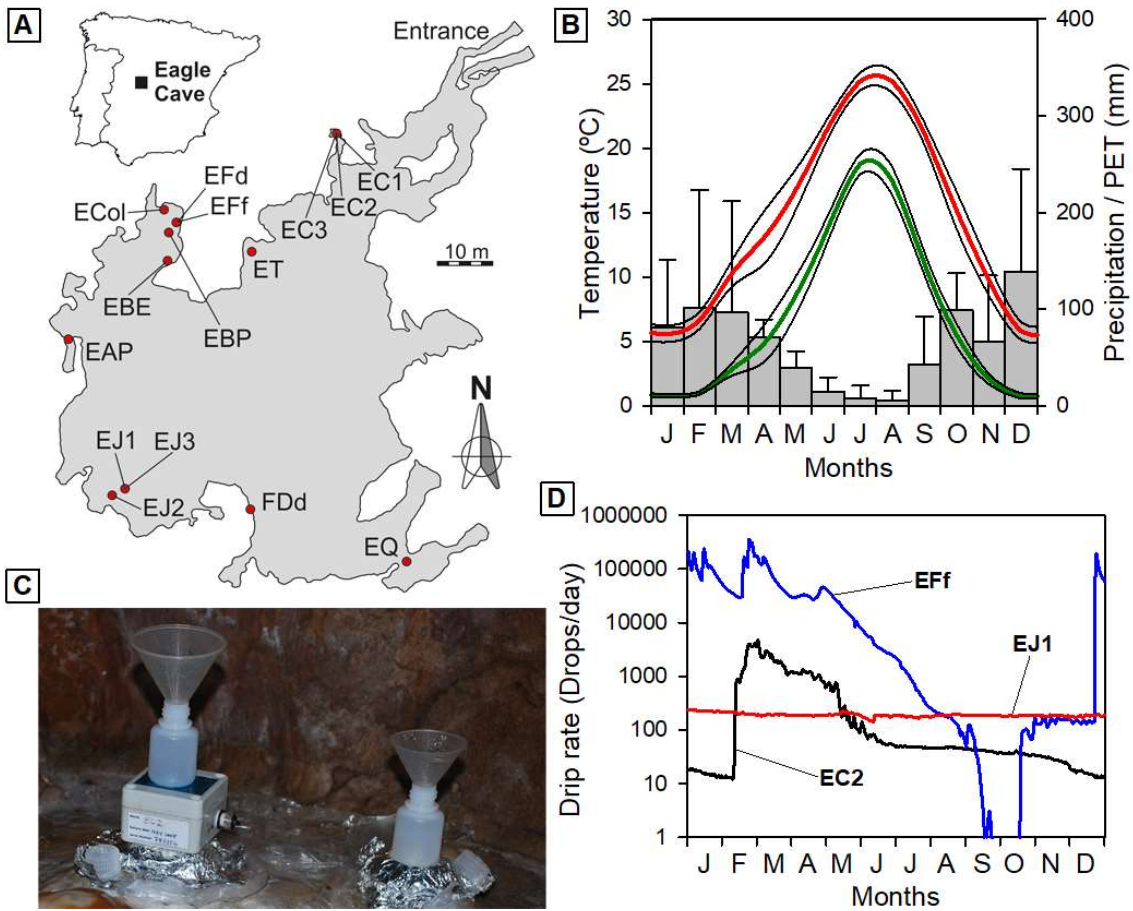 A
Entrance
Eagle
Cave
EFd
ECol
EFf
EC1
EC2
EC3
10 m
ET
EBE
EBP
EAP
N
EJ1
EJ3
EJ2
FDd
EQ
B
30
25
20
15
10
5
0
Temperature (ºC)
400
300
200
100
0
Precipitation / PET (mm)
J F M A M J J A S O N D
Months
C
D
1000000
100000
10000
1000
100
10
1
Drip rate (Drops/day)
EFf
EJ1
EC2
J F M A M J J A S O N D
Months